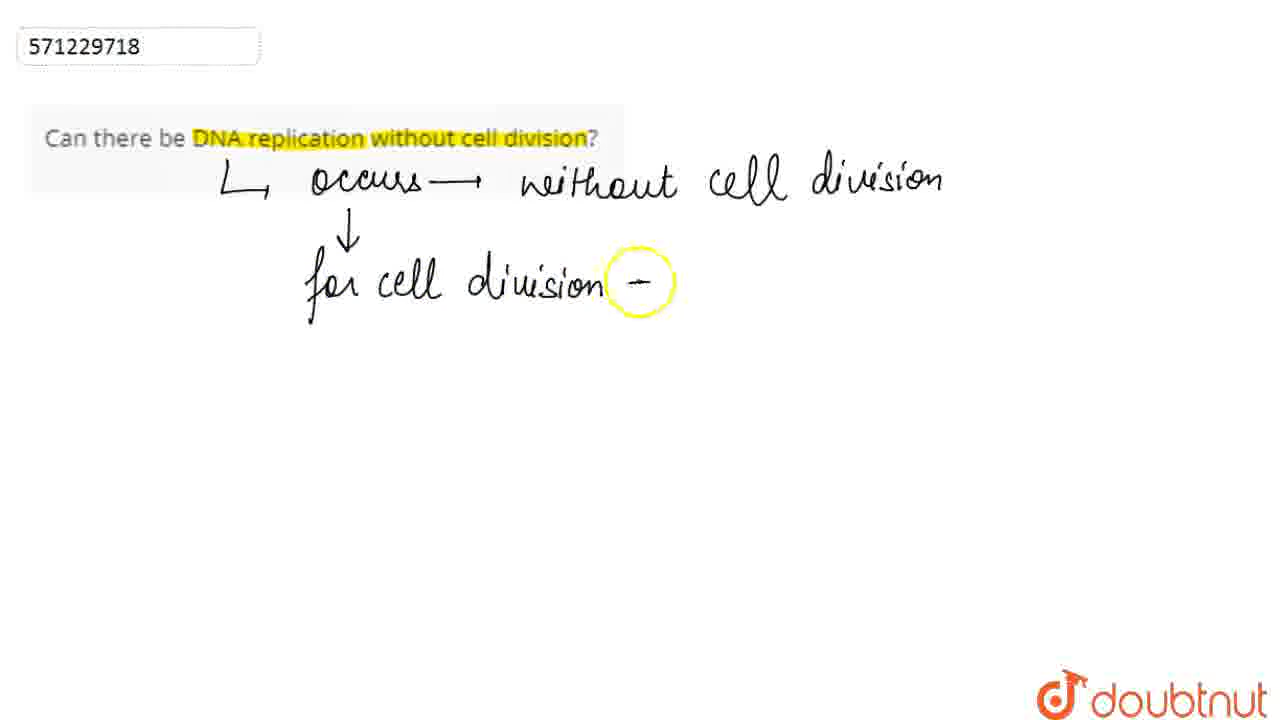 571229718
Can there be DNA replication without cell division?
↳ occurs → without cell division
↓
for cell division -
doubtnut